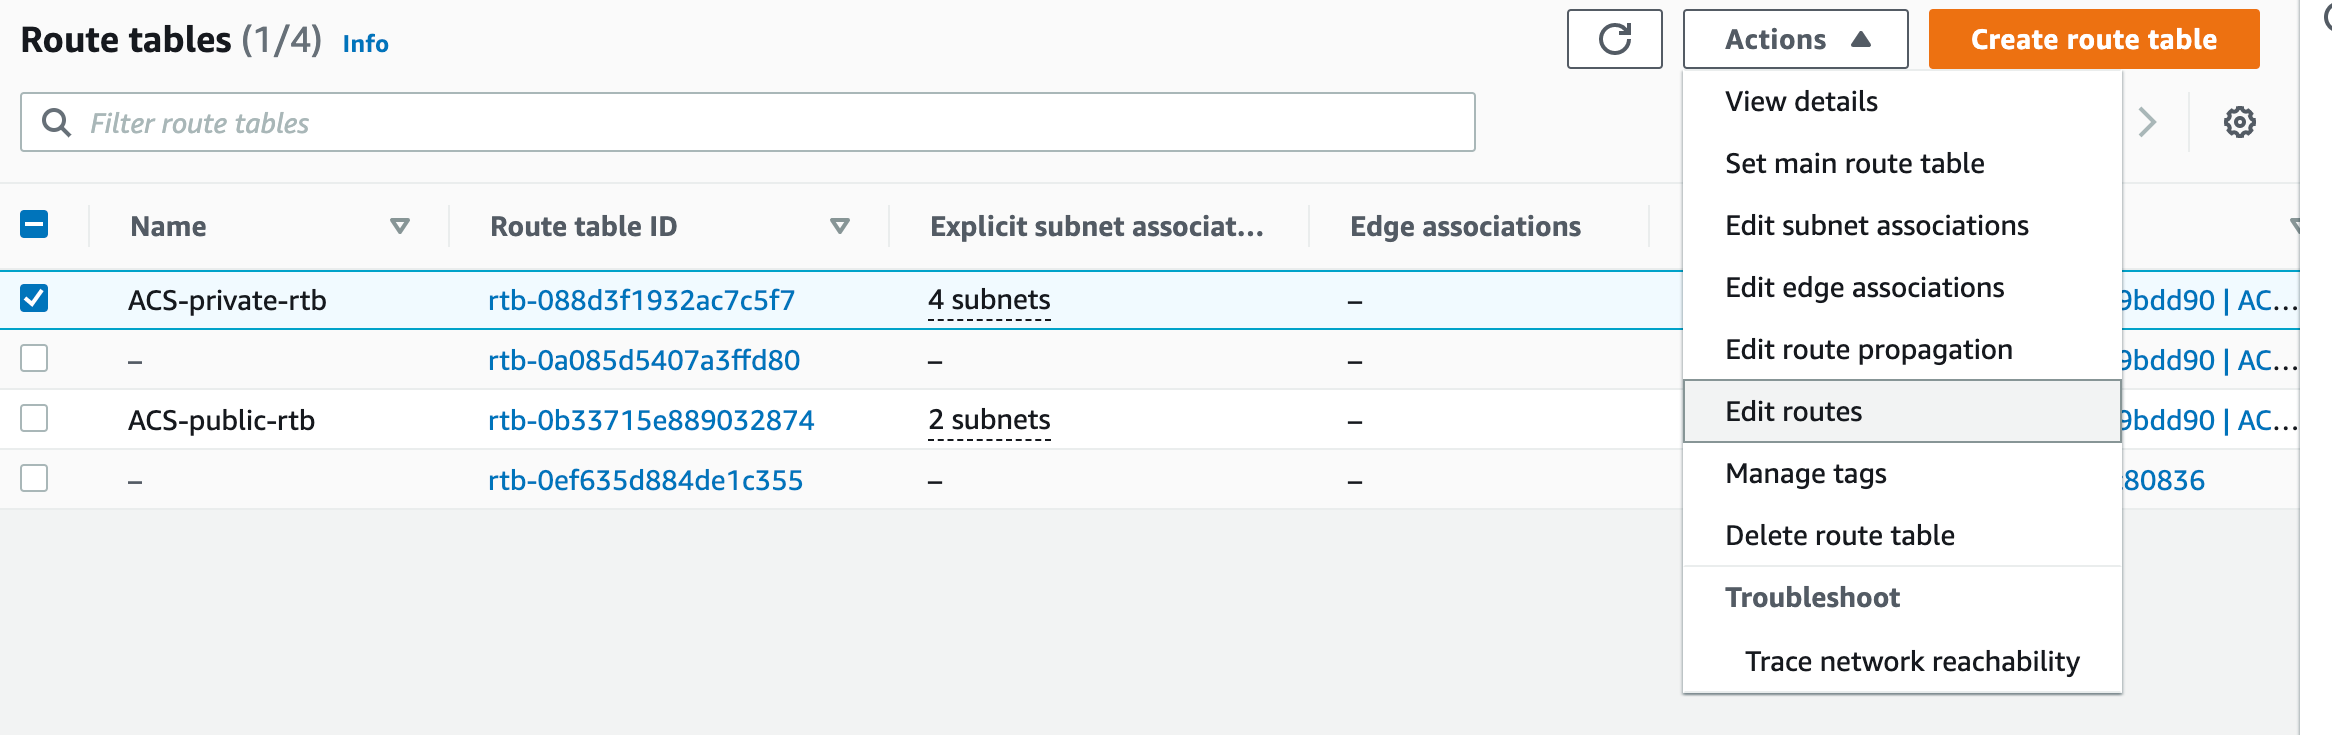 Route tables (1/4) Info
Actions
Create route table
Filter route tables
View details
Set main route table
Edit subnet associations
Edit edge associations
Edit route propagation
Edit routes
Manage tags
Delete route table
Troubleshoot
Trace network reachability
Name Route table ID Explicit subnet associat... Edge associations
ACS-private-rtb rtb-088d3f1932ac7c5f7 4 subnets – 9bdd90 | AC...
– rtb-0a085d5407a3ffd80 – – 9bdd90 | AC...
ACS-public-rtb rtb-0b33715e889032874 2 subnets – 9bdd90 | AC...
– rtb-0ef635d884de1c355 – – 80836